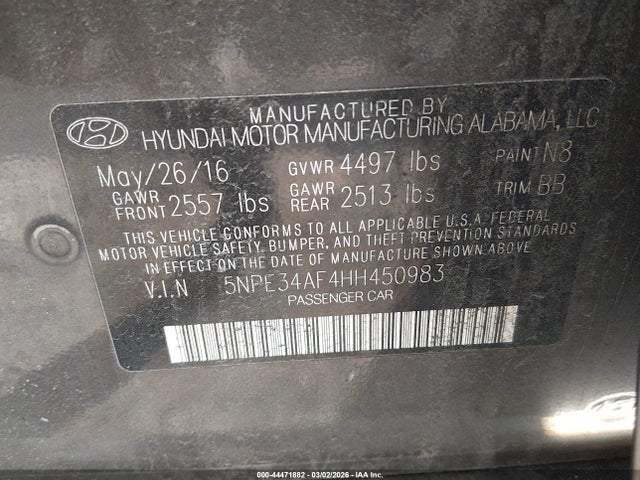 MANUFACTURED BY
HYUNDAI MOTOR MANUFACTURING ALABAMA, LLC
May/26/16 GVWR 4497 lbs PAINT N8
GAWR FRONT 2557 lbs GAWR REAR 2513 lbs TRIM BB
THIS VEHICLE CONFORMS TO ALL APPLICABLE U.S.A. FEDERAL
MOTOR VEHICLE SAFETY, BUMPER, AND THEFT PREVENTION STANDARDS
IN EFFECT ON THE DATE OF MANUFACTURE SHOWN ABOVE.
V.I.N 5NPE34AF4HH450983
PASSENGER CAR
000-44471882 | 03/02/2026 | IAA Inc.